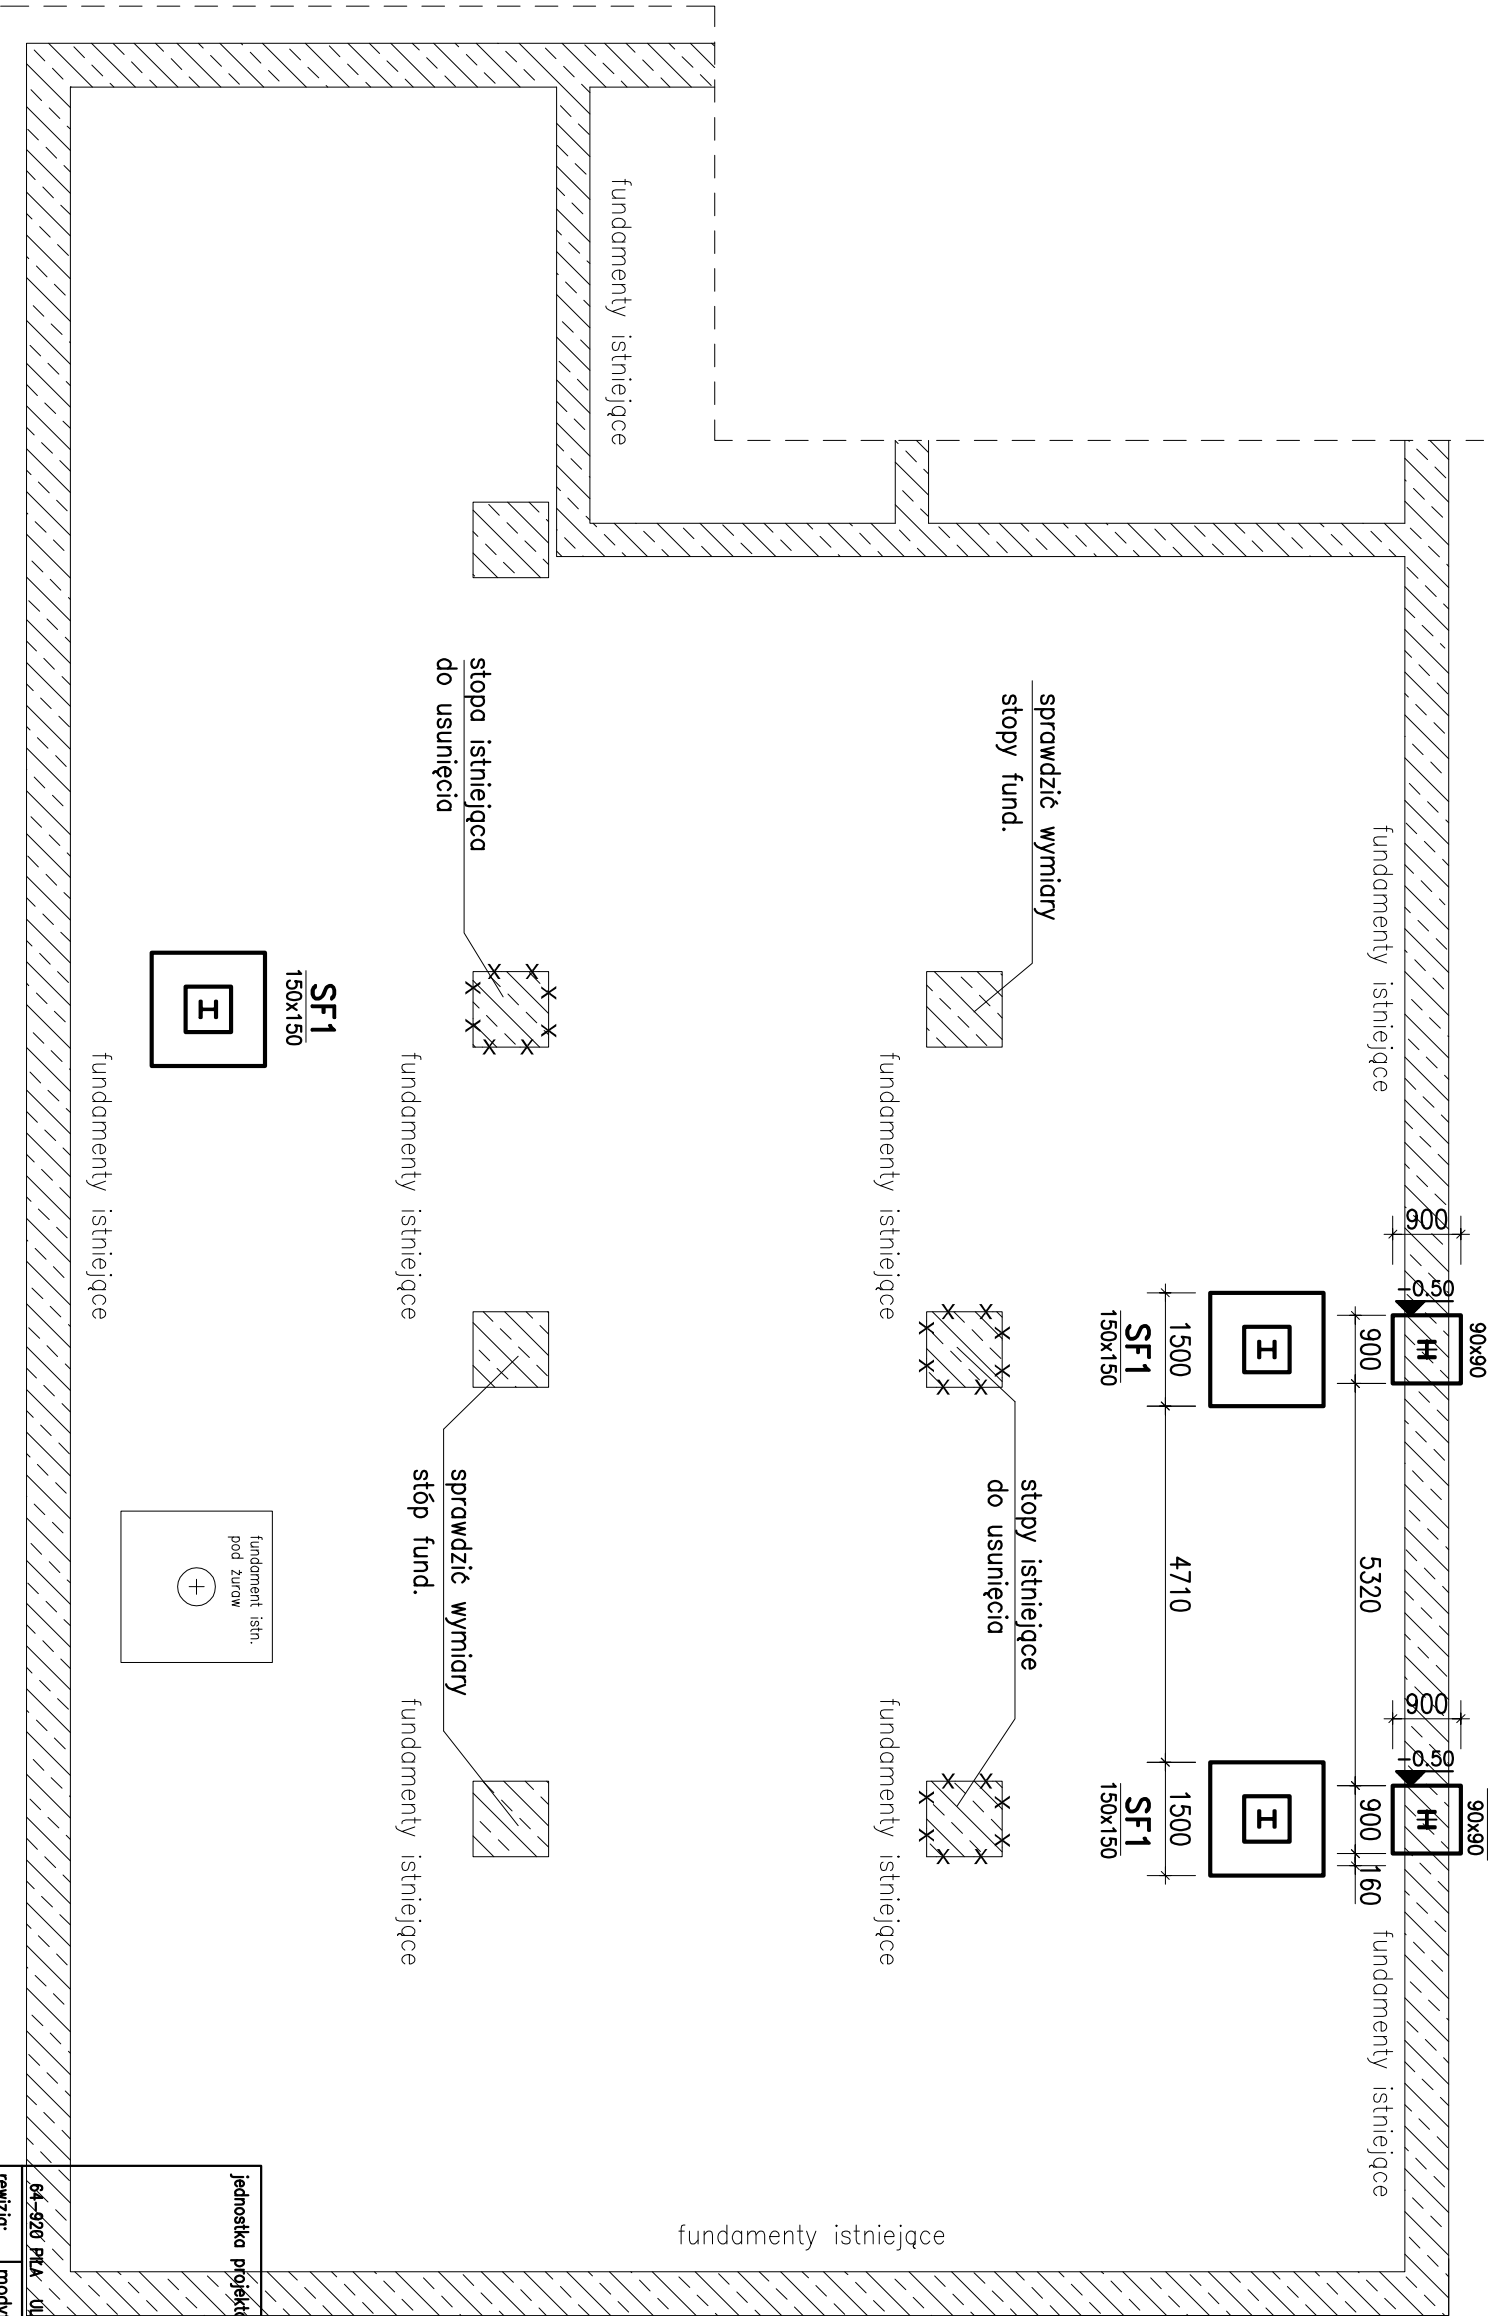 90x90
90x90
-0.50
-0.50
900
900
fundamenty istniejące
900
5320
900
160
fundamenty istniejące
1500
4710
1500
SF1
150x150
SF1
150x150
sprawdzić wymiary
stopy fund.
stopy istniejące
do usunięcia
fundamenty istniejące
fundamenty istniejące
fundamenty istniejące
fundamenty istniejące
stopa istniejąca
do usunięcia
sprawdzić wymiary
stóp fund.
fundamenty istniejące
fundamenty istniejące
SF1
150x150
fundament istn.
pod żuraw
fundamenty istniejące
fundamenty istniejące
jednostka
64-920 PIŁA
rewizja: